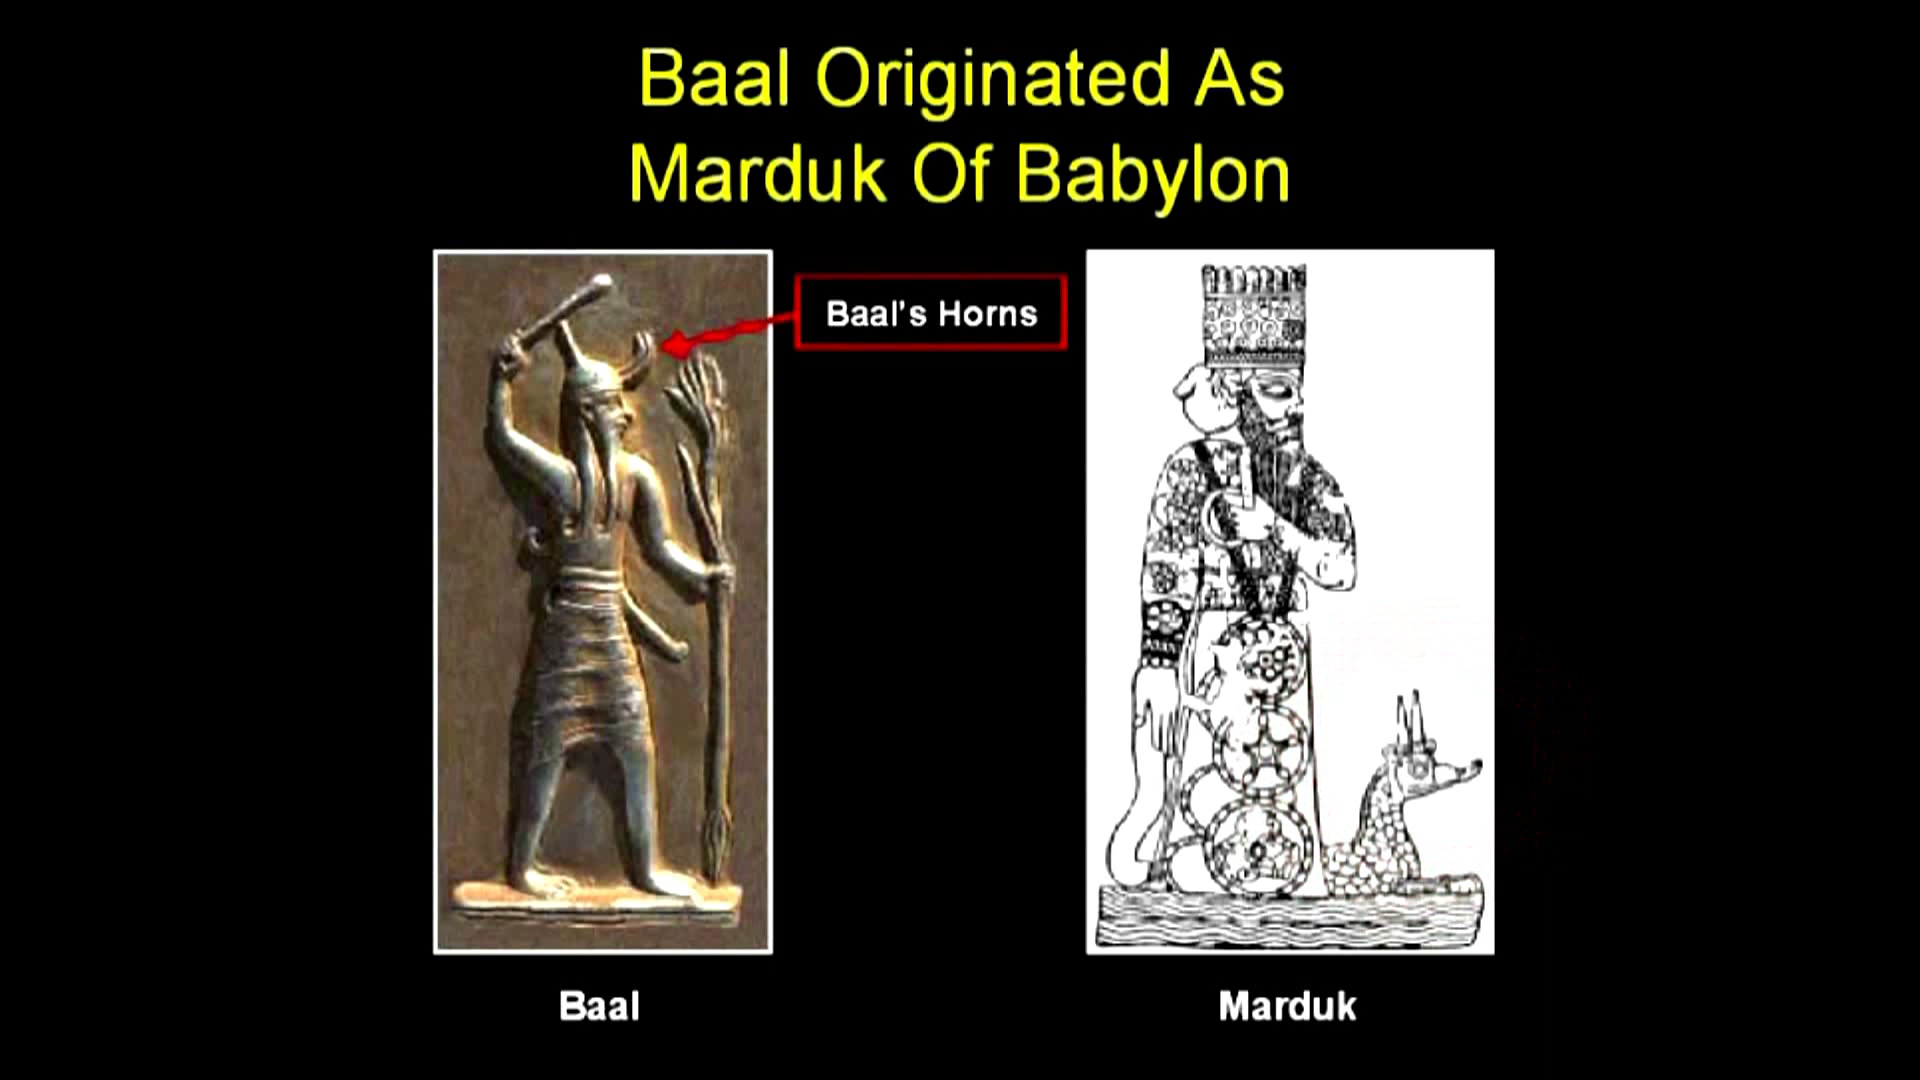 Baal Originated As
Marduk Of Babylon
Baal's Horns
Baal
Marduk